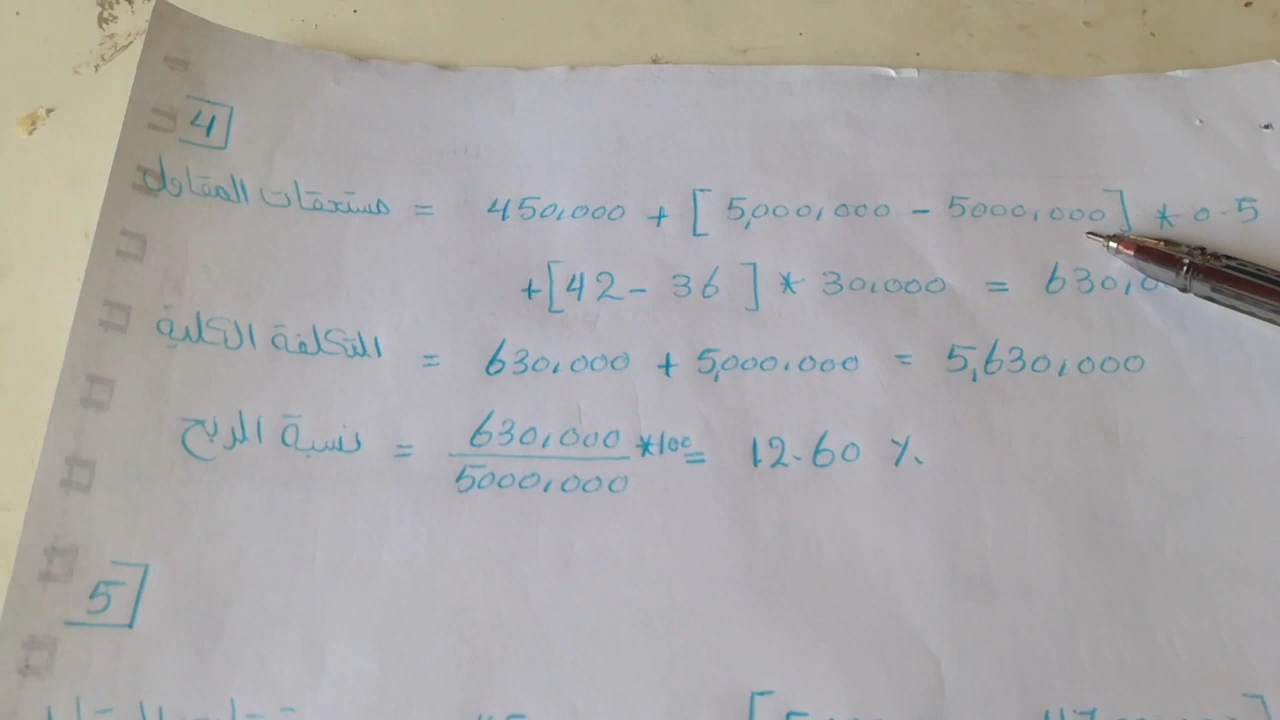 4
مستحقات المقاول = 450,000 + [5,000,000 - 5000,000] * 0.5
+[42 - 36] * 30,000 = 630,0
التكلفة الكلية = 630,000 + 5,000,000 = 5,630,000
نسبة الربح = 630,000 / 5000,000 *100 = 12.60 %
5